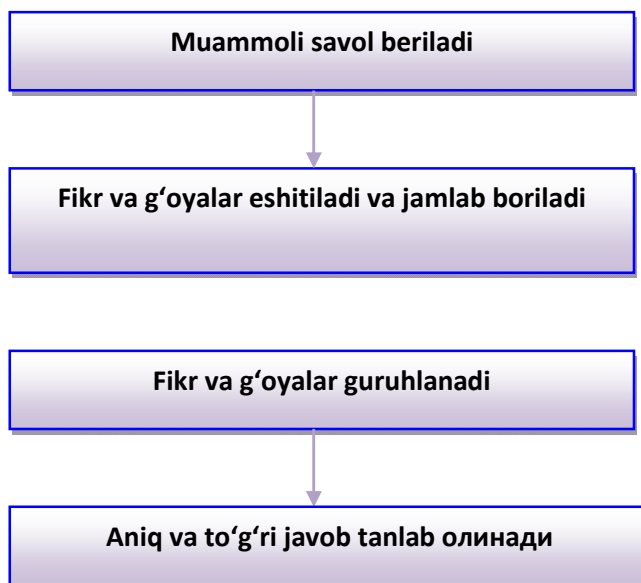 Muammoli savol beriladi
Fikr va g‘oyalar eshitiladi va jamlab boriladi
Fikr va g‘oyalar guruhlanadi
Aniq va to‘g‘ri javob tanlab олинади